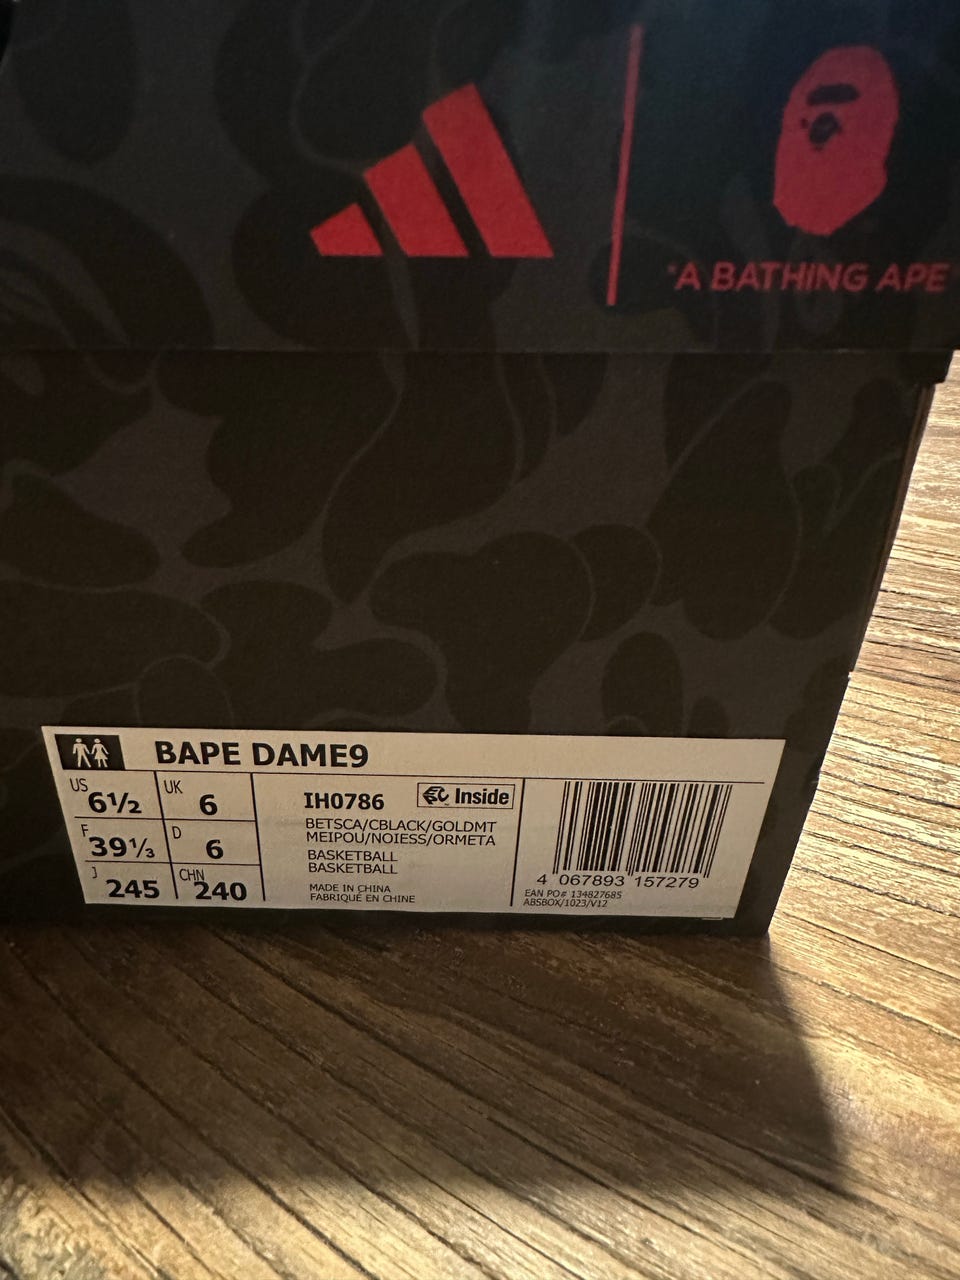 *A BATHING APE
BAPE DAME9
US 6½ UK 6
F 39⅓ D 6
J 245 CHN 240
IH0786
Inside
BETSCA/CBLACK/GOLDMT
MEIPOU/NOIESS/ORMETA
BASKETBALL
BASKETBALL
MADE IN CHINA
FABRIQUÉ EN CHINE
4 067893 157279
EAN PO# 134827685
ABSBOX/1023/V12